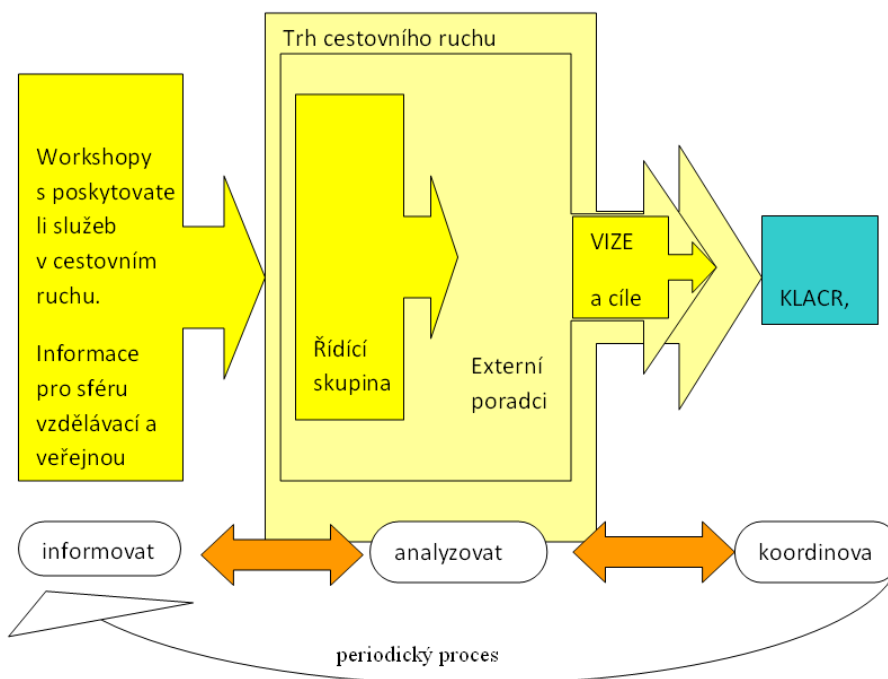 Trh cestovního ruchu
Workshopy
s poskytovate
li služeb
v cestovním
ruchu.
Informace
pro sféru
vzdělávací a
veřejnou
Řídící
skupina
Externí
poradci
VIZE
a cíle
KLACR,
informovat
analyzovat
koordinova
periodický proces